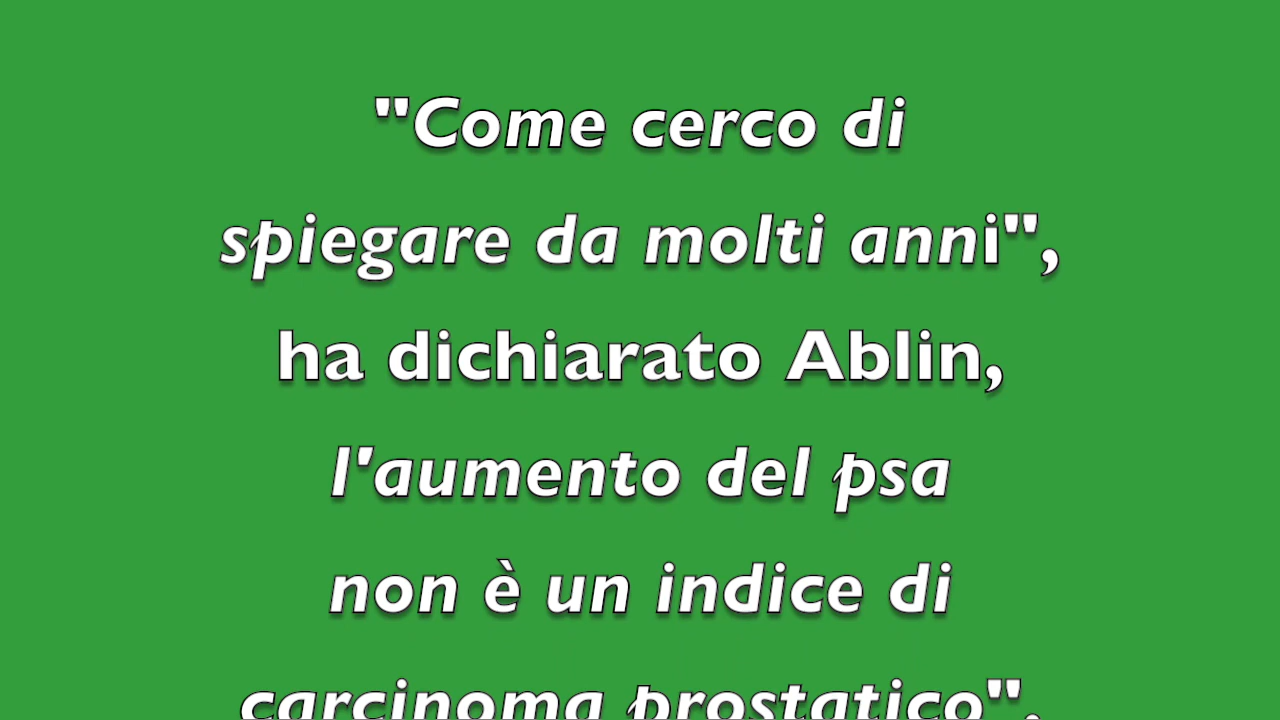 "Come cerco di
spiegare da molti anni",
ha dichiarato Ablin,
l'aumento del psa
non è un indice di
carcinoma prostatico".